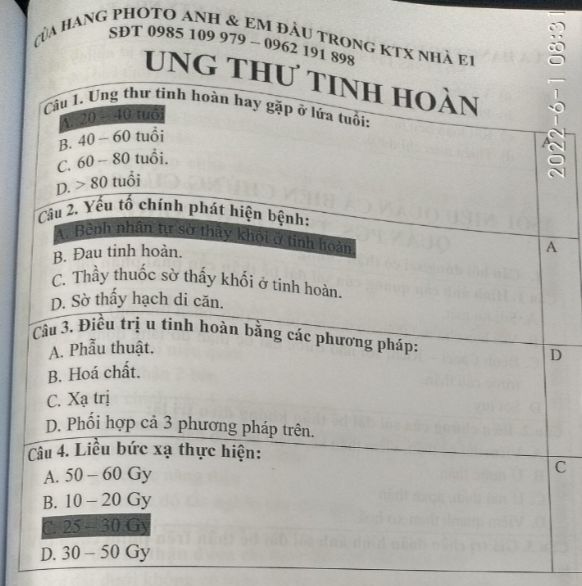 CỬA HÀNG PHOTO ANH & EM ĐẦU TRONG KTX NHÀ E1
SĐT 0985 109 979 – 0962 191 898
UNG THƯ TINH HOÀN
Câu 1. Ung thư tinh hoàn hay gặp ở lứa tuổi:
A
A. 20 – 40 tuổi
B. 40 – 60 tuổi
C. 60 – 80 tuổi.
D. > 80 tuổi
Câu 2. Yếu tố chính phát hiện bệnh:
A
A. Bệnh nhân tự sờ thấy khối ở tinh hoàn
B. Đau tinh hoàn.
C. Thầy thuốc sờ thấy khối ở tinh hoàn.
D. Sờ thấy hạch di căn.
Câu 3. Điều trị u tinh hoàn bằng các phương pháp:
D
A. Phẫu thuật.
B. Hoá chất.
C. Xạ trị
D. Phối hợp cả 3 phương pháp trên.
Câu 4. Liều bức xạ thực hiện:
C
A. 50 – 60 Gy
B. 10 – 20 Gy
C. 25 – 30 Gy
D. 30 – 50 Gy
2022-6-1 08:31